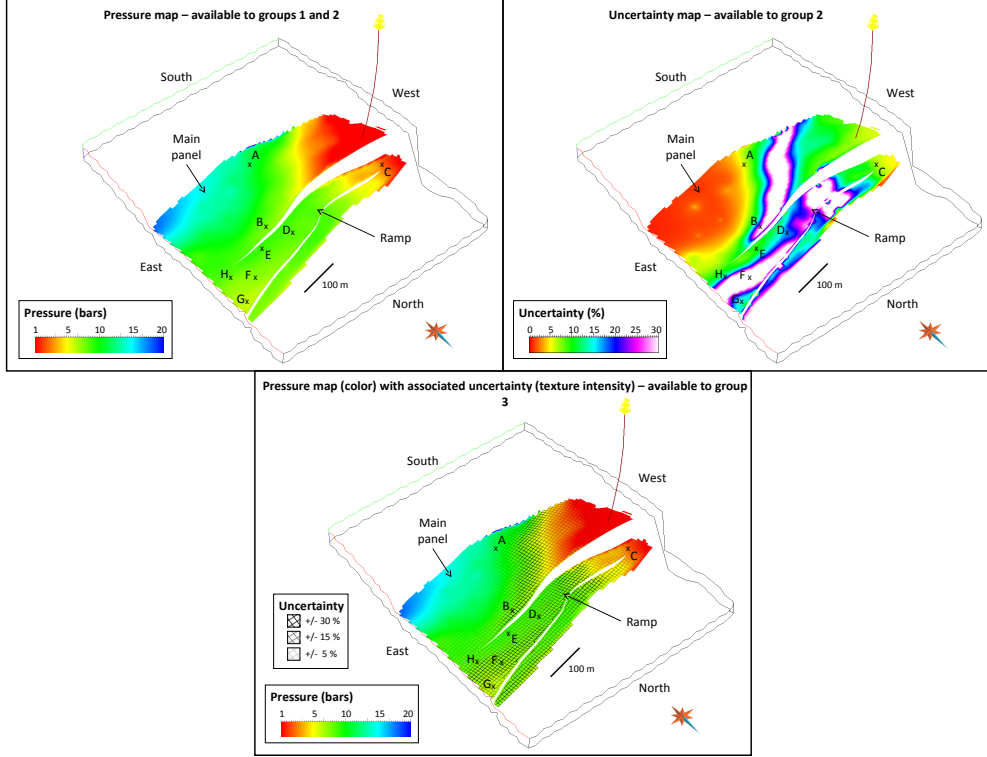 Pressure map – available to groups 1 and 2
South
West
Main
panel
A
C
B x
D x
x E
Ramp
H x
F x
G x
East
100 m
North
Pressure (bars)
1 5 10 15 20
Uncertainty map – available to group 2
South
West
Main
panel
A
C
B x
D x
x E
Ramp
H x
F x
G x
East
100 m
North
Uncertainty (%)
0 5 10 15 20 25 30
Pressure map (color) with associated uncertainty (texture intensity) – available to group
3
South
West
Main
panel
A
C
B x
D x
x E
Ramp
H x
F x
G x
East
100 m
North
Uncertainty
+/- 30 %
+/- 15 %
+/- 5 %
Pressure (bars)
1 5 10 15 20